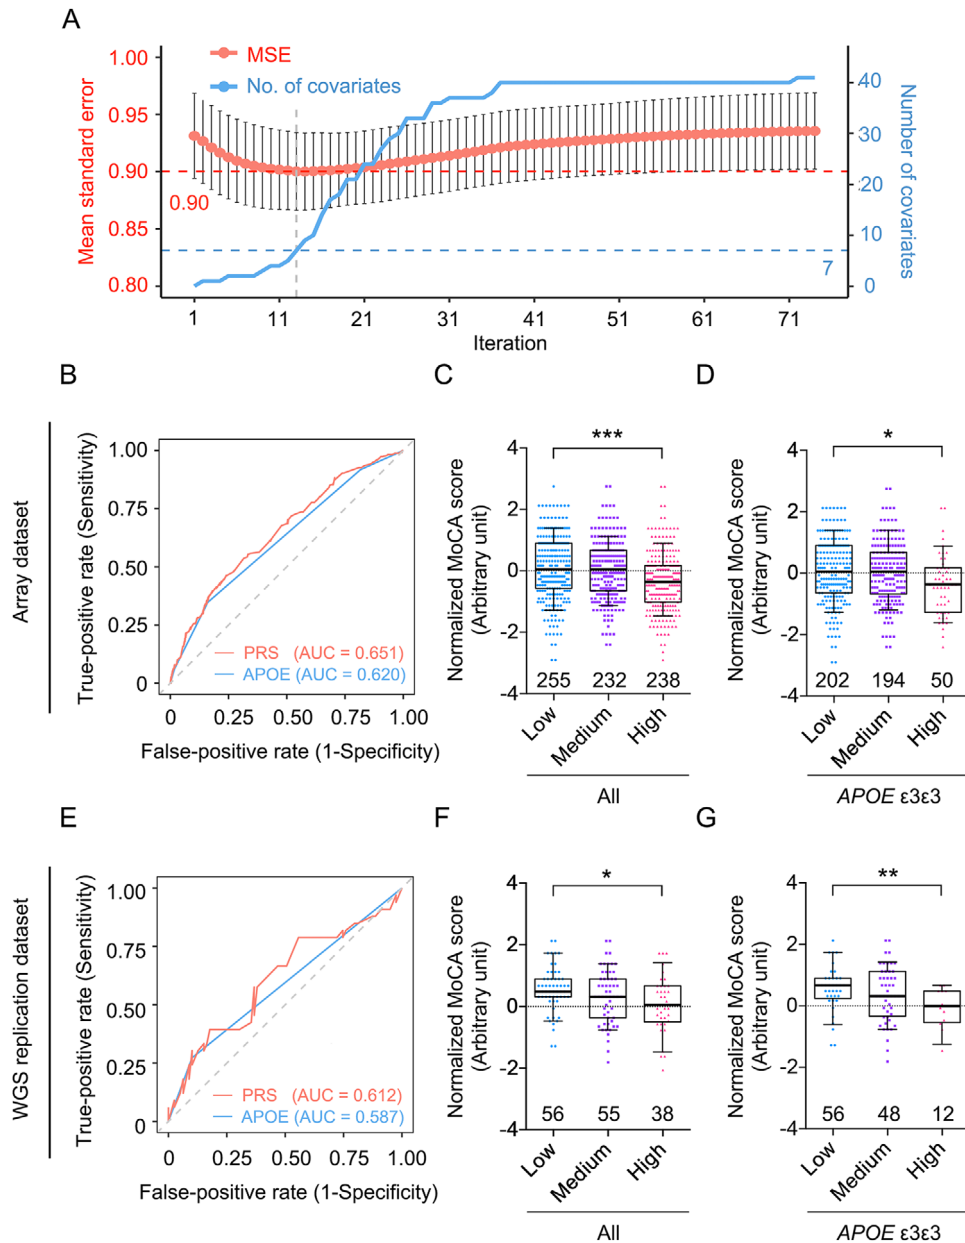 A
MSE
No. of covariates
Mean standard error
1.00
0.95
0.90
0.85
0.80
0.90
7
40
30
20
10
0
Number of covariates
1 11 21 31 41 51 61 71
Iteration
Array dataset
B
True-positive rate (Sensitivity)
1.00
0.75
0.50
0.25
0
PRS (AUC = 0.651)
APOE (AUC = 0.620)
0 0.25 0.50 0.75 1.00
False-positive rate (1-Specificity)
C
Normalized MoCA score
(Arbitrary unit)
4
2
0
-2
-4
***
255 232 238
Low Medium High
All
D
Normalized MoCA score
(Arbitrary unit)
4
2
0
-2
-4
*
202 194 50
Low Medium High
APOE ε3ε3
WGS replication dataset
E
True-positive rate (Sensitivity)
1.00
0.75
0.50
0.25
0
PRS (AUC = 0.612)
APOE (AUC = 0.587)
0 0.25 0.50 0.75 1.00
False-positive rate (1-Specificity)
F
Normalized MoCA score
(Arbitrary unit)
4
2
0
-2
-4
*
56 55 38
Low Medium High
All
G
Normalized MoCA score
(Arbitrary unit)
4
2
0
-2
-4
**
56 48 12
Low Medium High
APOE ε3ε3